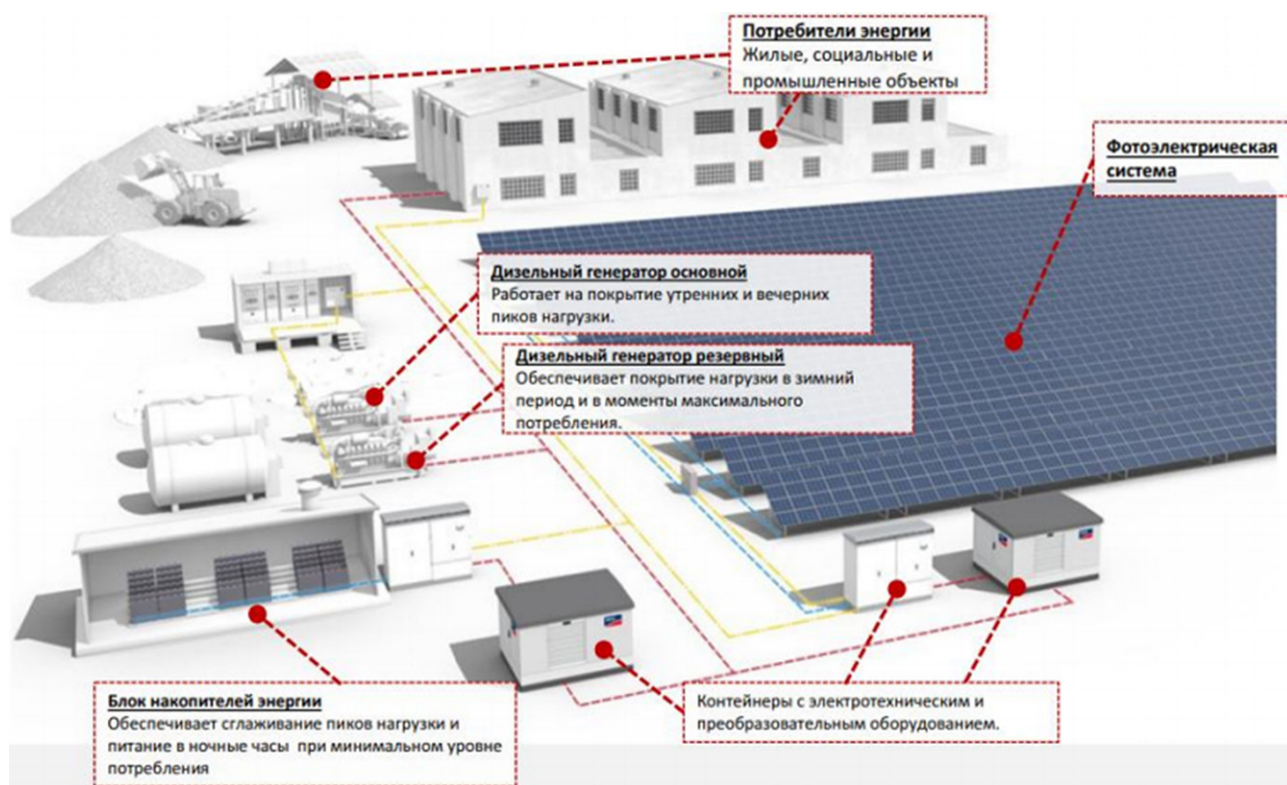 Потребители энергии
Жилые, социальные и
промышленные объекты
Фотоэлектрическая
система
Дизельный генератор основной
Работает на покрытие утренних и вечерних
пиков нагрузки.
Дизельный генератор резервный
Обеспечивает покрытие нагрузки в зимний
период и в моменты максимального
потребления.
Блок накопителей энергии
Обеспечивает сглаживание пиков нагрузки и
питание в ночные часы при минимальном уровне
потребления
Контейнеры с электротехническим и
преобразовательным оборудованием.